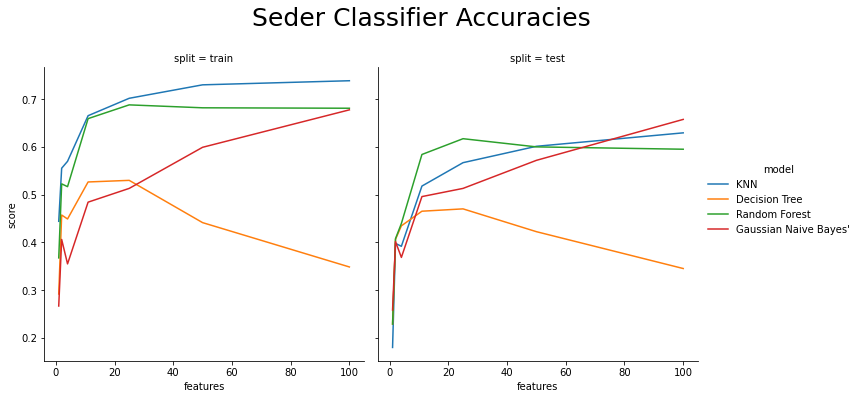 Seder Classifier Accuracies
split = train
split = test
0.7
0.6
0.5
0.4
0.3
0.2
score
0 20 40 60 80 100
features
0 20 40 60 80 100
features
model
KNN
Decision Tree
Random Forest
Gaussian Naive Bayes'